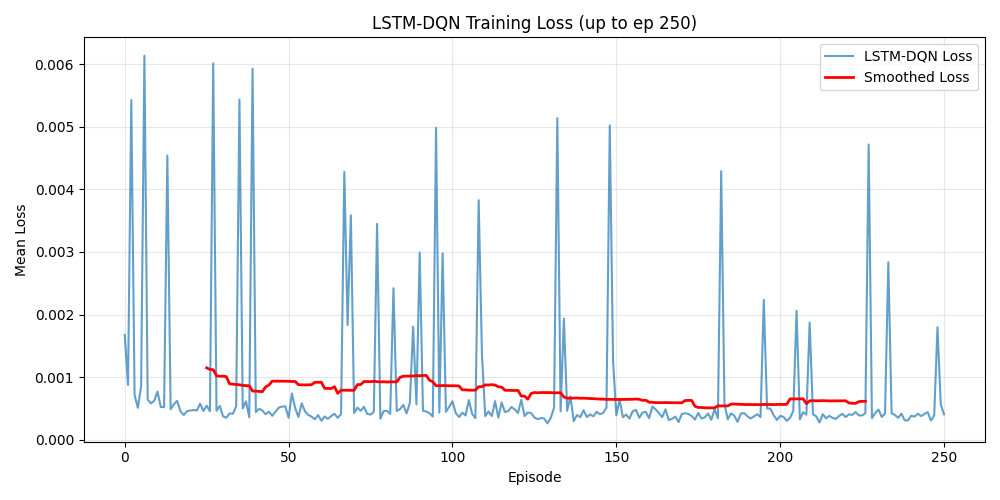 LSTM-DQN Training Loss (up to ep 250)
LSTM-DQN Loss
Smoothed Loss
Mean Loss
0.006
0.005
0.004
0.003
0.002
0.001
0.000
0 50 100 150 200 250
Episode